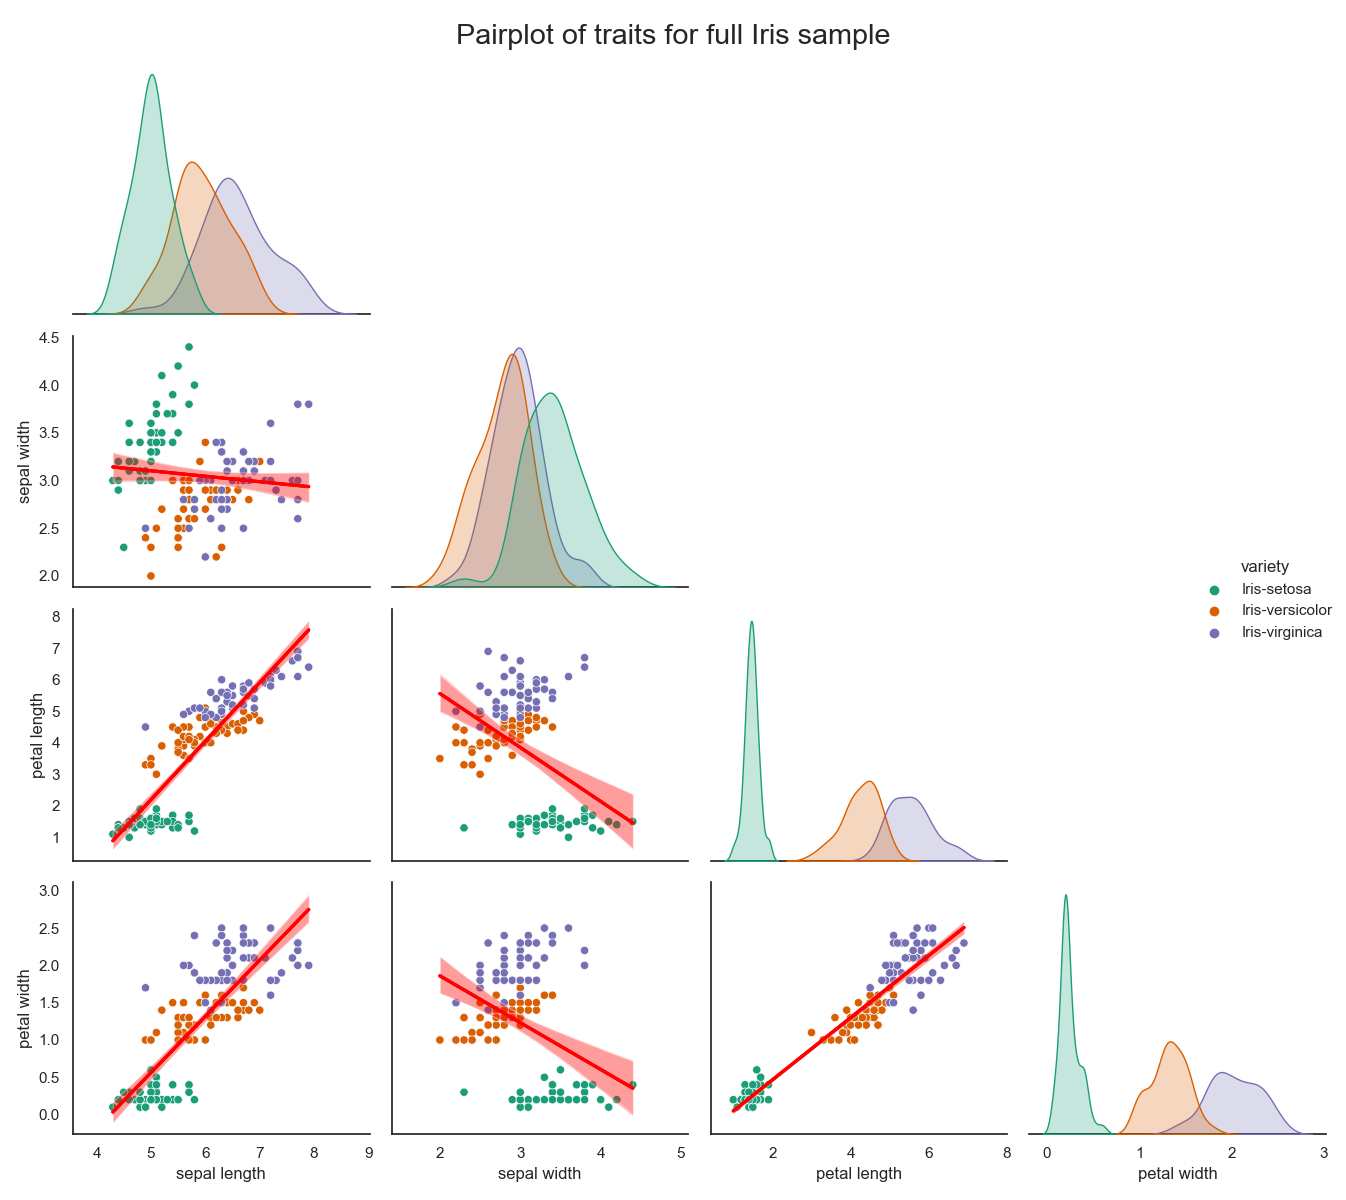 Pairplot of traits for full Iris sample
4.5
4.0
3.5
3.0
2.5
2.0
sepal width
8
7
6
5
4
3
2
1
petal length
variety
Iris-setosa
Iris-versicolor
Iris-virginica
3.0
2.5
2.0
1.5
1.0
0.5
0.0
petal width
4 5 6 7 8 9
sepal length
2 3 4 5
sepal width
2 4 6 8
petal length
0 1 2 3
petal width